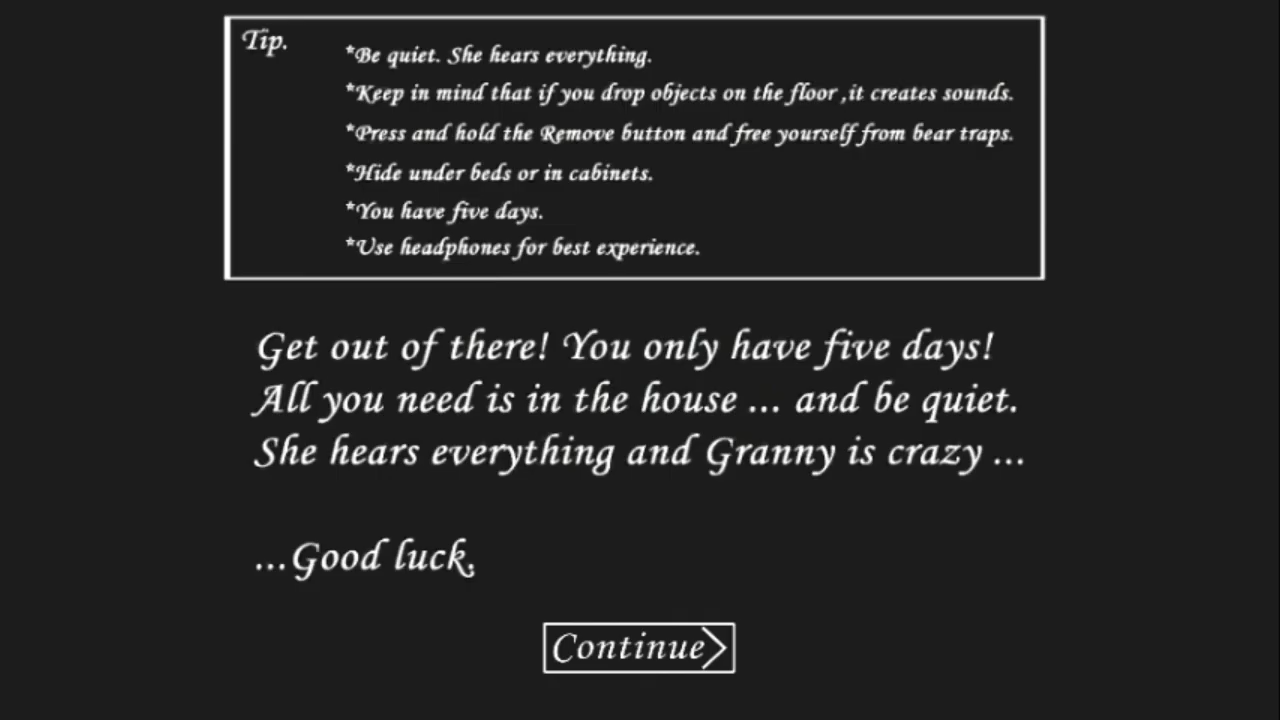 Tip.
*Be quiet. She hears everything.
*Keep in mind that if you drop objects on the floor ,it creates sounds.
*Press and hold the Remove button and free yourself from bear traps.
*Hide under beds or in cabinets.
*You have five days.
*Use headphones for best experience.
Get out of there! You only have five days!
All you need is in the house ... and be quiet.
She hears everything and Granny is crazy ...
...Good luck.
Continue>